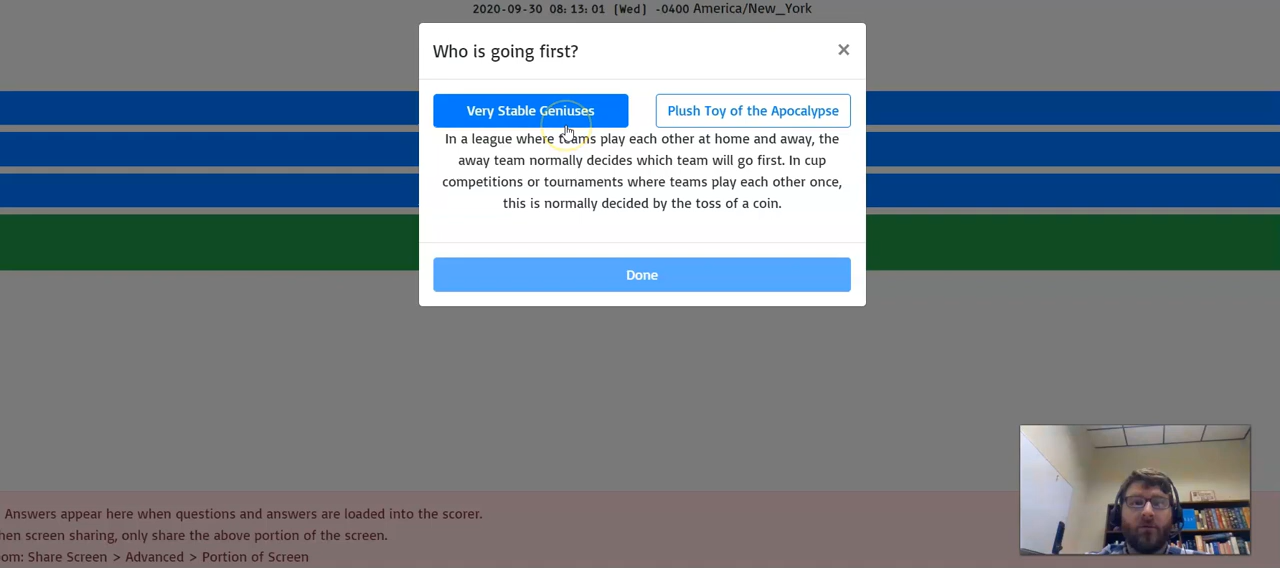 2020-09-30 08:13:01 [Wed] -0400 America/New_York
Who is going first?
×
Very Stable Geniuses
Plush Toy of the Apocalypse
In a league where teams play each other at home and away, the
away team normally decides which team will go first. In cup
competitions or tournaments where teams play each other once,
this is normally decided by the toss of a coin.
Done
Answers appear here when questions and answers are loaded into the scorer.
hen screen sharing, only share the above portion of the screen.
om: Share Screen > Advanced > Portion of Screen